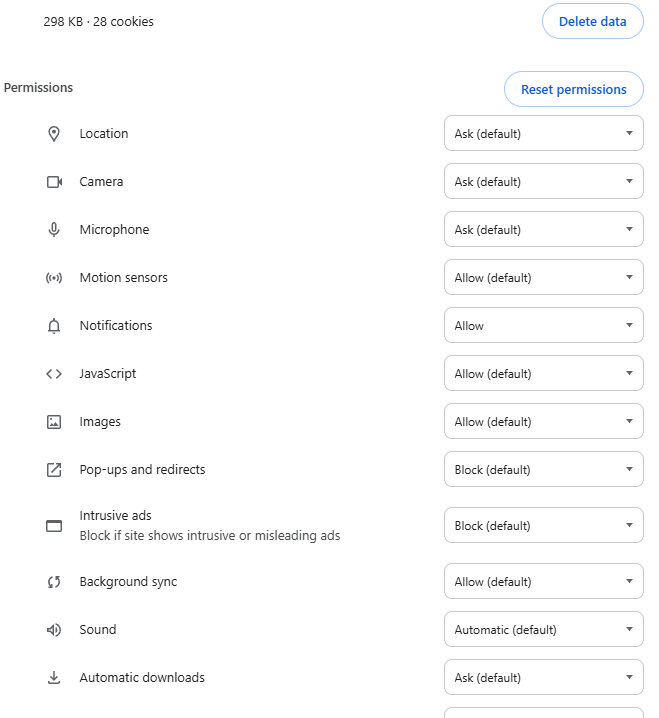 298 KB · 28 cookies
Delete data
Permissions
Reset permissions
Location
Ask (default)
Camera
Ask (default)
Microphone
Ask (default)
Motion sensors
Allow (default)
Notifications
Allow
JavaScript
Allow (default)
Images
Allow (default)
Pop-ups and redirects
Block (default)
Intrusive ads
Block if site shows intrusive or misleading ads
Block (default)
Background sync
Allow (default)
Sound
Automatic (default)
Automatic downloads
Ask (default)